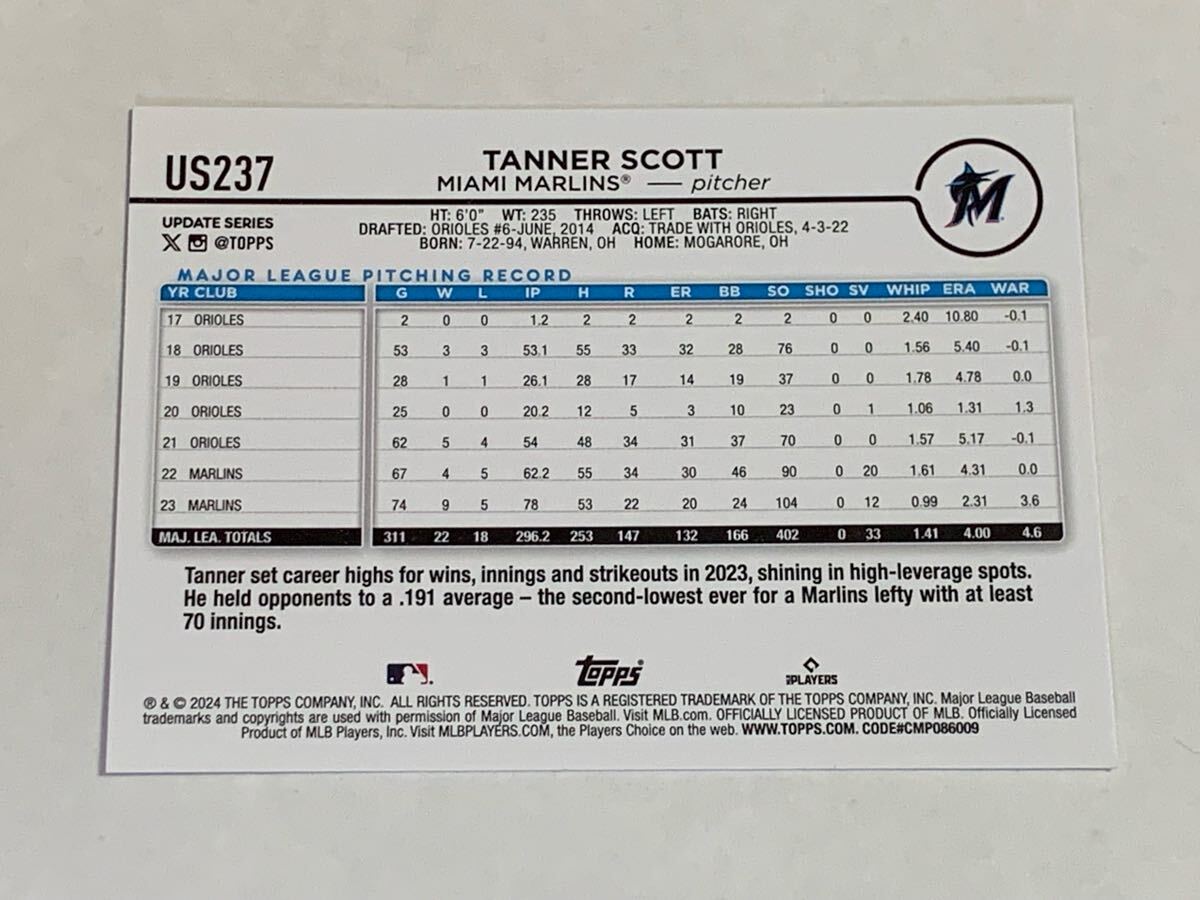 US237
TANNER SCOTT
MIAMI MARLINS® — pitcher
M
UPDATE SERIES
X @TOPPS
HT: 6'0" WT: 235 THROWS: LEFT BATS: RIGHT
DRAFTED: ORIOLES #6-JUNE, 2014 ACQ: TRADE WITH ORIOLES, 4-3-22
BORN: 7-22-94, WARREN, OH HOME: MOGARORE, OH
MAJOR LEAGUE PITCHING RECORD
YR CLUB G W L IP H R ER BB SO SHO SV WHIP ERA WAR
17 ORIOLES 2 0 0 1.2 2 2 2 2 2 0 0 2.40 10.80 -0.1
18 ORIOLES 53 3 3 53.1 55 33 32 28 76 0 0 1.56 5.40 -0.1
19 ORIOLES 28 1 1 26.1 28 17 14 19 37 0 0 1.78 4.78 0.0
20 ORIOLES 25 0 0 20.2 12 5 3 10 23 0 1 1.06 1.31 1.3
21 ORIOLES 62 5 4 54 48 34 31 37 70 0 0 1.57 5.17 -0.1
22 MARLINS 67 4 5 62.2 55 34 30 46 90 0 20 1.61 4.31 0.0
23 MARLINS 74 9 5 78 53 22 20 24 104 0 12 0.99 2.31 3.6
MAJ. LEA. TOTALS 311 22 18 296.2 253 147 132 166 402 0 33 1.41 4.00 4.6
Tanner set career highs for wins, innings and strikeouts in 2023, shining in high-leverage spots.
He held opponents to a .191 average – the second-lowest ever for a Marlins lefty with at least
70 innings.
Topps
MLB PLAYERS
® & © 2024 THE TOPPS COMPANY, INC. ALL RIGHTS RESERVED. TOPPS IS A REGISTERED TRADEMARK OF THE TOPPS COMPANY, INC. Major League Baseball
trademarks and copyrights are used with permission of Major League Baseball. Visit MLB.com. OFFICIALLY LICENSED PRODUCT OF MLB. Officially Licensed
Product of MLB Players, Inc. Visit MLBPLAYERS.COM, the Players Choice on the web. WWW.TOPPS.COM. CODE#CMP086009